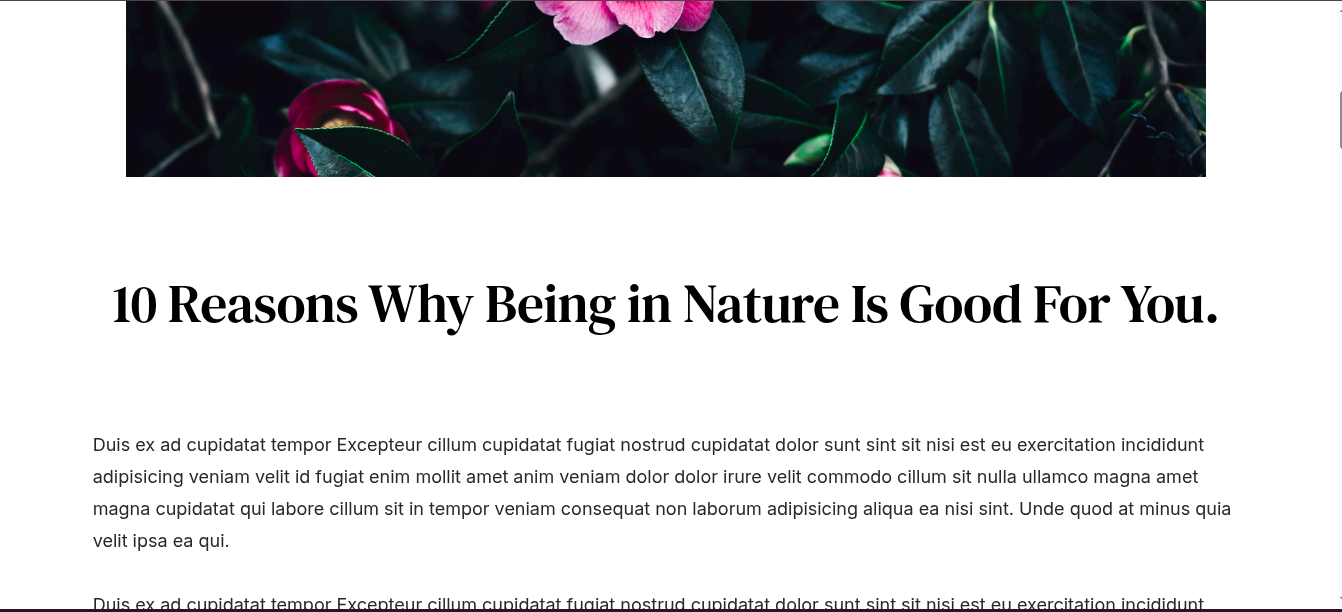 10 Reasons Why Being in Nature Is Good For You.
Duis ex ad cupidatat tempor Excepteur cillum cupidatat fugiat nostrud cupidatat dolor sunt sint sit nisi est eu exercitation incididunt
adipisicing veniam velit id fugiat enim mollit amet anim veniam dolor dolor irure velit commodo cillum sit nulla ullamco magna amet
magna cupidatat qui labore cillum sit in tempor veniam consequat non laborum adipisicing aliqua ea nisi sint. Unde quod at minus quia
velit ipsa ea qui.
Duis ex ad cupidatat tempor Excepteur cillum cupidatat fugiat nostrud cupidatat dolor sunt sint sit nisi est eu exercitation incididunt